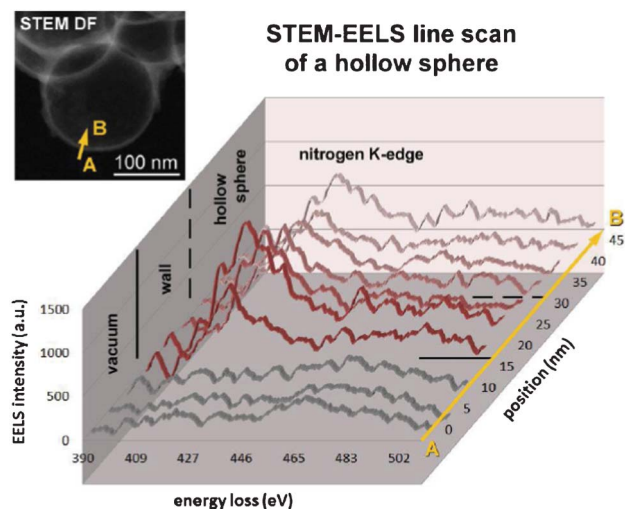 STEM DF
B
A
100 nm
STEM-EELS line scan
of a hollow sphere
nitrogen K-edge
hollow
sphere
wall
vacuum
1500
1000
500
0
EELS intensity (a.u.)
390
409
427
446
465
483
502
energy loss (eV)
A
0
5
10
15
20
25
30
35
40
45
B
position (nm)